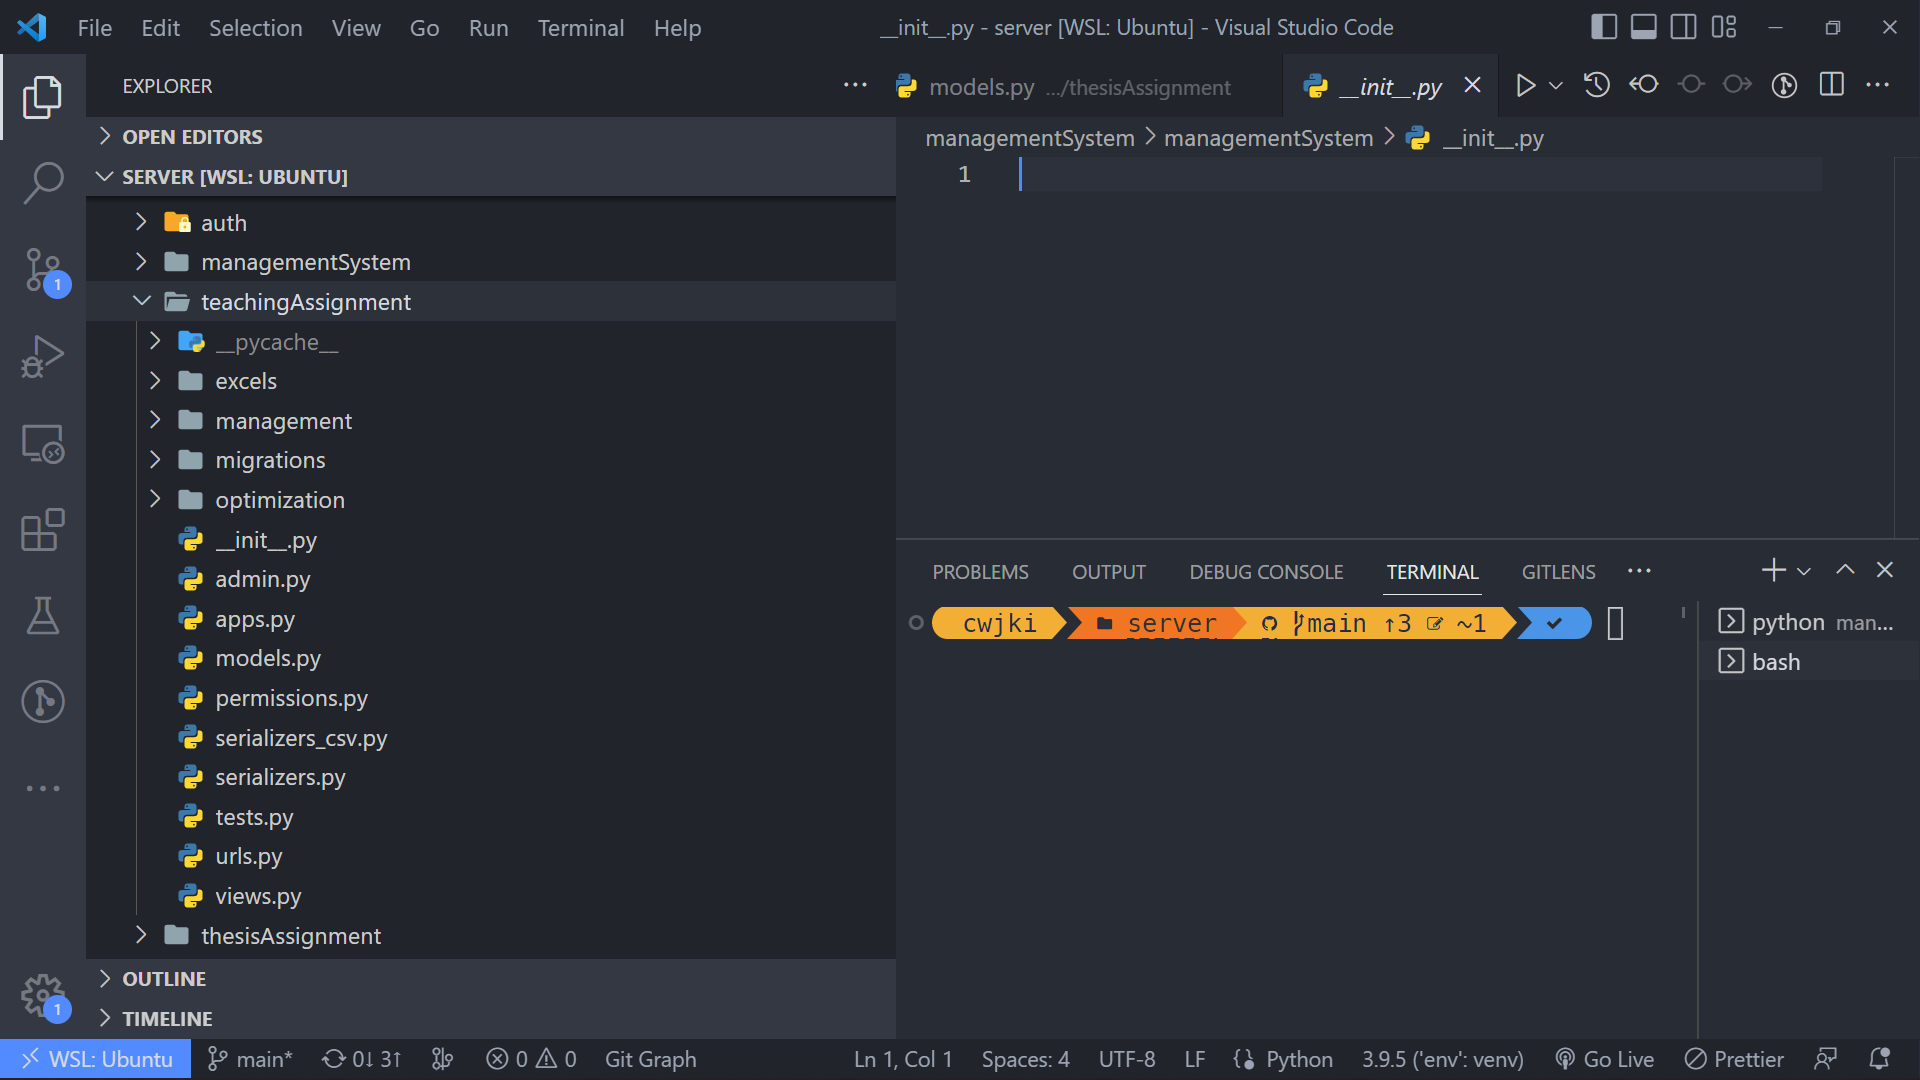 File Edit Selection View Go Run Terminal Help
__init__.py - server [WSL: Ubuntu] - Visual Studio Code
EXPLORER
models.py .../thesisAssignment
__init__.py
OPEN EDITORS
SERVER [WSL: UBUNTU]
managementSystem managementSystem __init__.py
1
auth
managementSystem
1
teachingAssignment
__pycache__
excels
management
migrations
optimization
__init__.py
admin.py
apps.py
models.py
permissions.py
serializers_csv.py
serializers.py
tests.py
urls.py
views.py
thesisAssignment
OUTLINE
1
TIMELINE
PROBLEMS OUTPUT DEBUG CONSOLE TERMINAL GITLENS
cwjki server main ↑3 ~1
python man...
bash
WSL: Ubuntu main* 0↓ 3↑ 0 0 Git Graph Ln 1, Col 1 Spaces: 4 UTF-8 LF Python 3.9.5 ('env': venv) Go Live Prettier